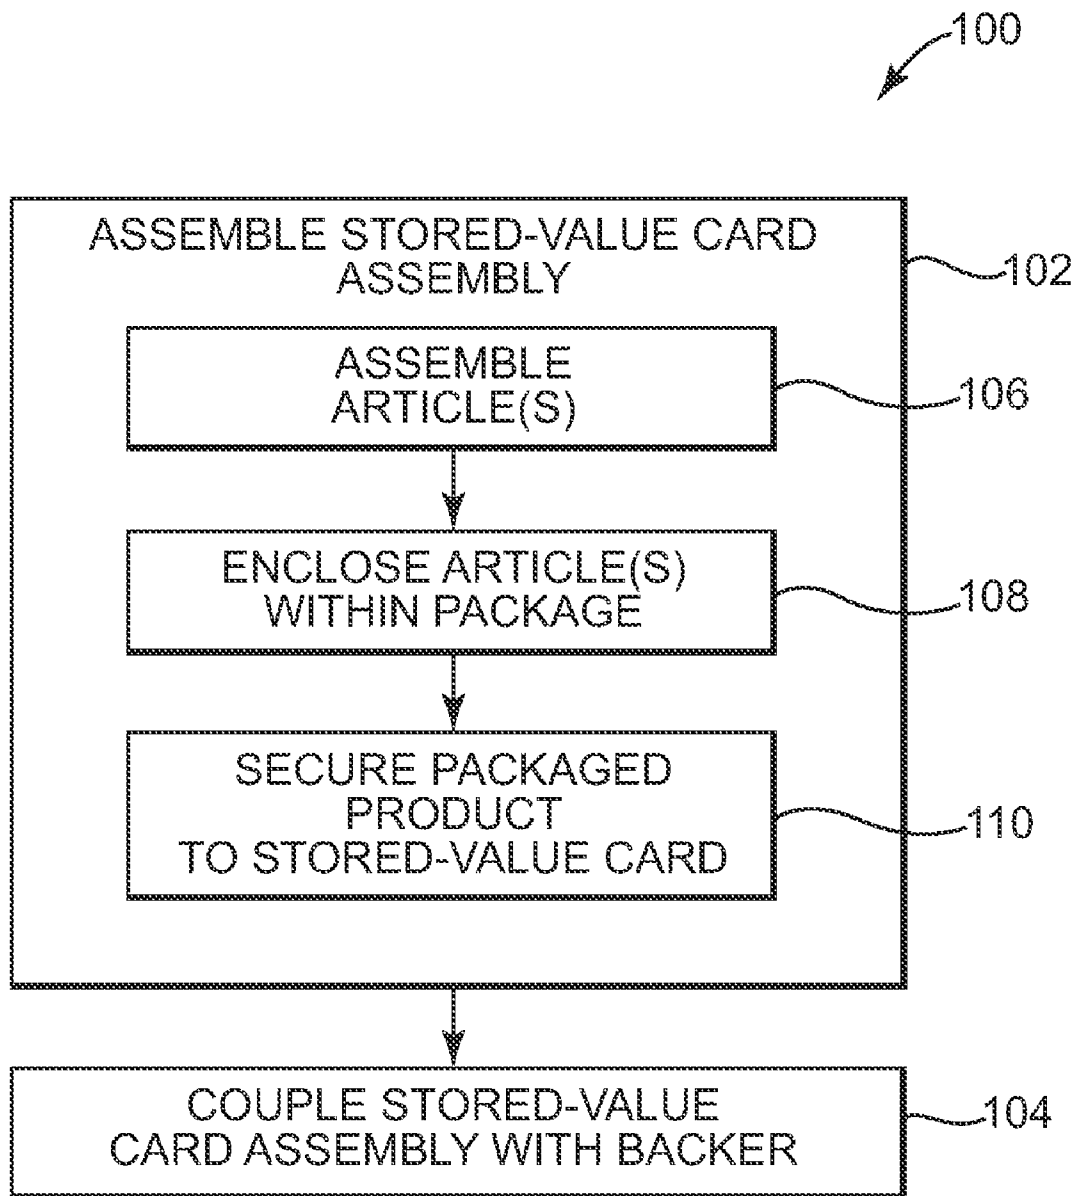 100
ASSEMBLE STORED-VALUE CARD
ASSEMBLY
102
ASSEMBLE
ARTICLE(S)
106
ENCLOSE ARTICLE(S)
WITHIN PACKAGE
108
SECURE PACKAGED
PRODUCT
TO STORED-VALUE CARD
110
COUPLE STORED-VALUE
CARD ASSEMBLY WITH BACKER
104